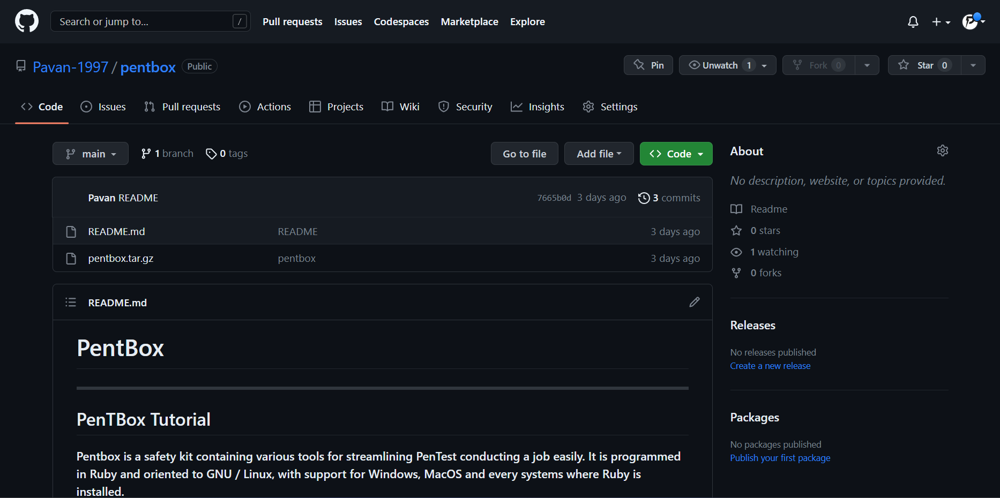 Search or jump to... /
Pull requests Issues Codespaces Marketplace Explore
Pavan-1997 / pentbox Public
Pin Unwatch 1 Fork 0 Star 0
Code Issues Pull requests Actions Projects Wiki Security Insights Settings
main 1 branch 0 tags
Go to file Add file Code
Pavan README 7665b0d 3 days ago 3 commits
README.md README 3 days ago
pentbox.tar.gz pentbox 3 days ago
README.md
PentBox
PenTBox Tutorial
Pentbox is a safety kit containing various tools for streamlining PenTest conducting a job easily. It is programmed
in Ruby and oriented to GNU / Linux, with support for Windows, MacOS and every systems where Ruby is
installed.
About
No description, website, or topics provided.
Readme
0 stars
1 watching
0 forks
Releases
No releases published
Create a new release
Packages
No packages published
Publish your first package